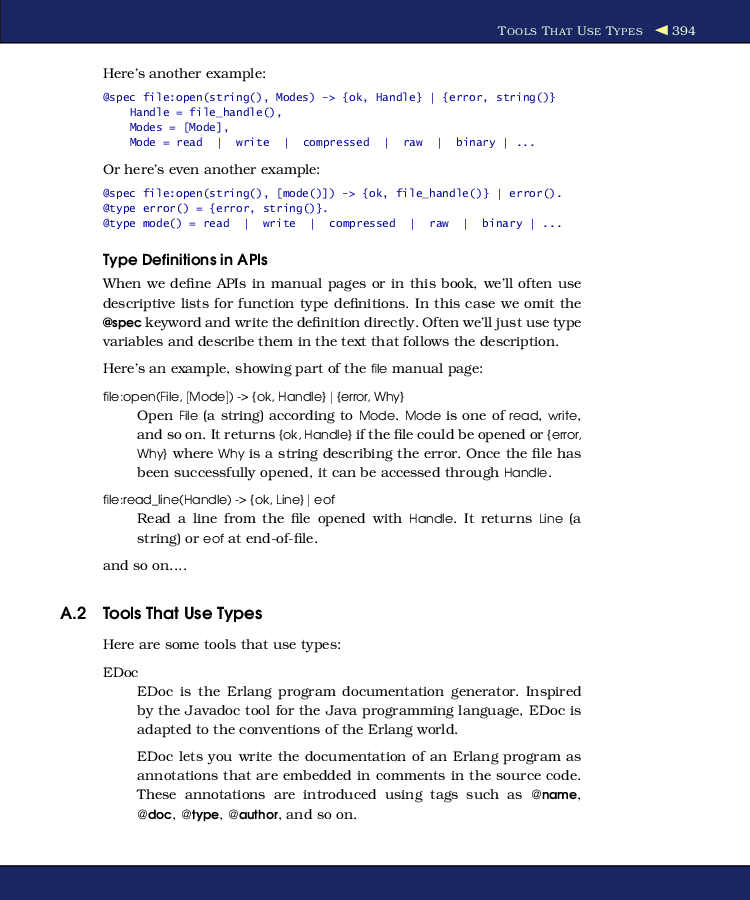 TOOLS THAT USE TYPES ◀ 394
Here's another example:
@spec file:open(string(), Modes) -> {ok, Handle} | {error, string()}
    Handle = file_handle(),
    Modes = [Mode],
    Mode = read  |  write  |  compressed  |  raw  |  binary | ...
Or here's even another example:
@spec file:open(string(), [mode()]) -> {ok, file_handle()} | error().
@type error() = {error, string()}.
@type mode() = read  |  write  |  compressed  |  raw  |  binary | ...
Type Definitions in APIs
When we define APIs in manual pages or in this book, we'll often use
descriptive lists for function type definitions. In this case we omit the
@spec keyword and write the definition directly. Often we'll just use type
variables and describe them in the text that follows the description.
Here's an example, showing part of the file manual page:
file:open(File, [Mode]) -> {ok, Handle} | {error, Why}
Open File (a string) according to Mode. Mode is one of read, write,
and so on. It returns {ok, Handle} if the file could be opened or {error,
Why} where Why is a string describing the error. Once the file has
been successfully opened, it can be accessed through Handle.
file:read_line(Handle) -> {ok, Line} | eof
Read a line from the file opened with Handle. It returns Line (a
string) or eof at end-of-file.
and so on....
A.2 Tools That Use Types
Here are some tools that use types:
EDoc
EDoc is the Erlang program documentation generator. Inspired
by the Javadoc tool for the Java programming language, EDoc is
adapted to the conventions of the Erlang world.
EDoc lets you write the documentation of an Erlang program as
annotations that are embedded in comments in the source code.
These annotations are introduced using tags such as @name,
@doc, @type, @author, and so on.